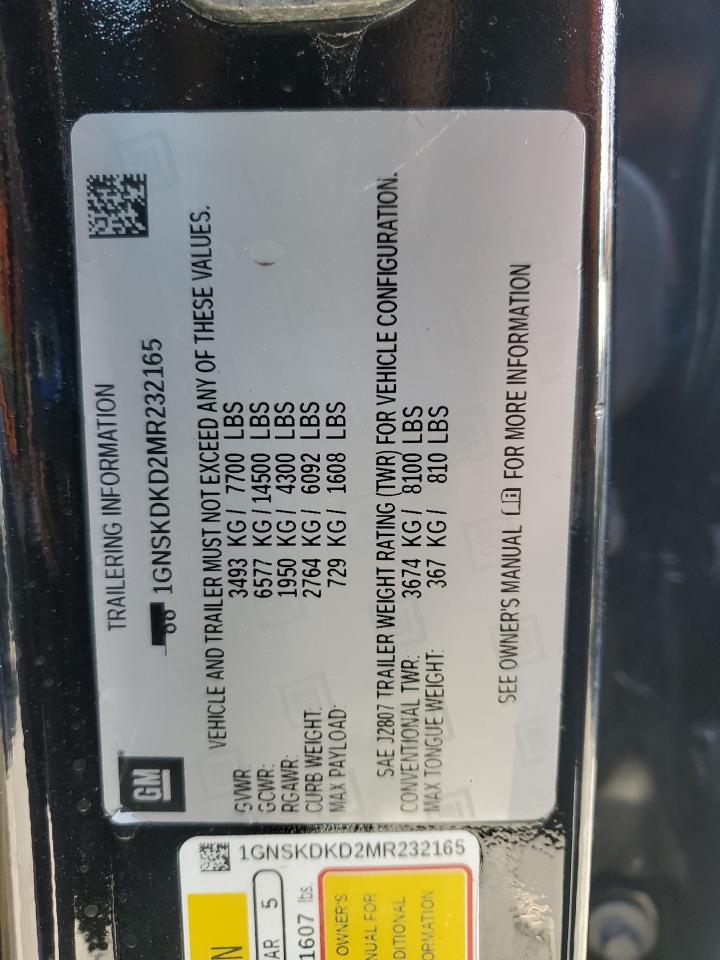 TRAILERING INFORMATION
1GNSKDKD2MR232165
VEHICLE AND TRAILER MUST NOT EXCEED ANY OF THESE VALUES.
GVWR: 3493 KG / 7700 LBS
GCWR: 6577 KG / 14500 LBS
RGAWR: 1950 KG / 4300 LBS
CURB WEIGHT: 2764 KG / 6092 LBS
MAX PAYLOAD: 729 KG / 1608 LBS
SAE J2807 TRAILER WEIGHT RATING (TWR) FOR VEHICLE CONFIGURATION.
CONVENTIONAL TWR: 3674 KG / 8100 LBS
MAX TONGUE WEIGHT: 367 KG / 810 LBS
SEE OWNER'S MANUAL FOR MORE INFORMATION
GM
1GNSKDKD2MR232165
AR 5
1607 lbs.
OWNER'S
NUAL FOR
DITIONAL
ORMATION